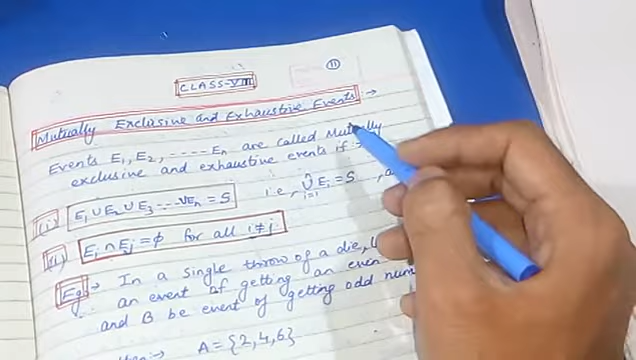 11
CLASS-VIII
Mutually Exclusive and Exhaustive Events →
Events E₁, E₂, ---- Eₙ are called Mutually
exclusive and exhaustive events if :→
(i) E₁ ∪ E₂ ∪ E₃ ---- ∪ Eₙ = S i.e., ⋃ⁿᵢ₌₁ Eᵢ = S ,
(ii) Eᵢ ∩ Eⱼ = ϕ for all i ≠ j.
Eg → In a single throw of a die,
an event of getting an even
and B be event of getting odd num
A = {2, 4, 6}